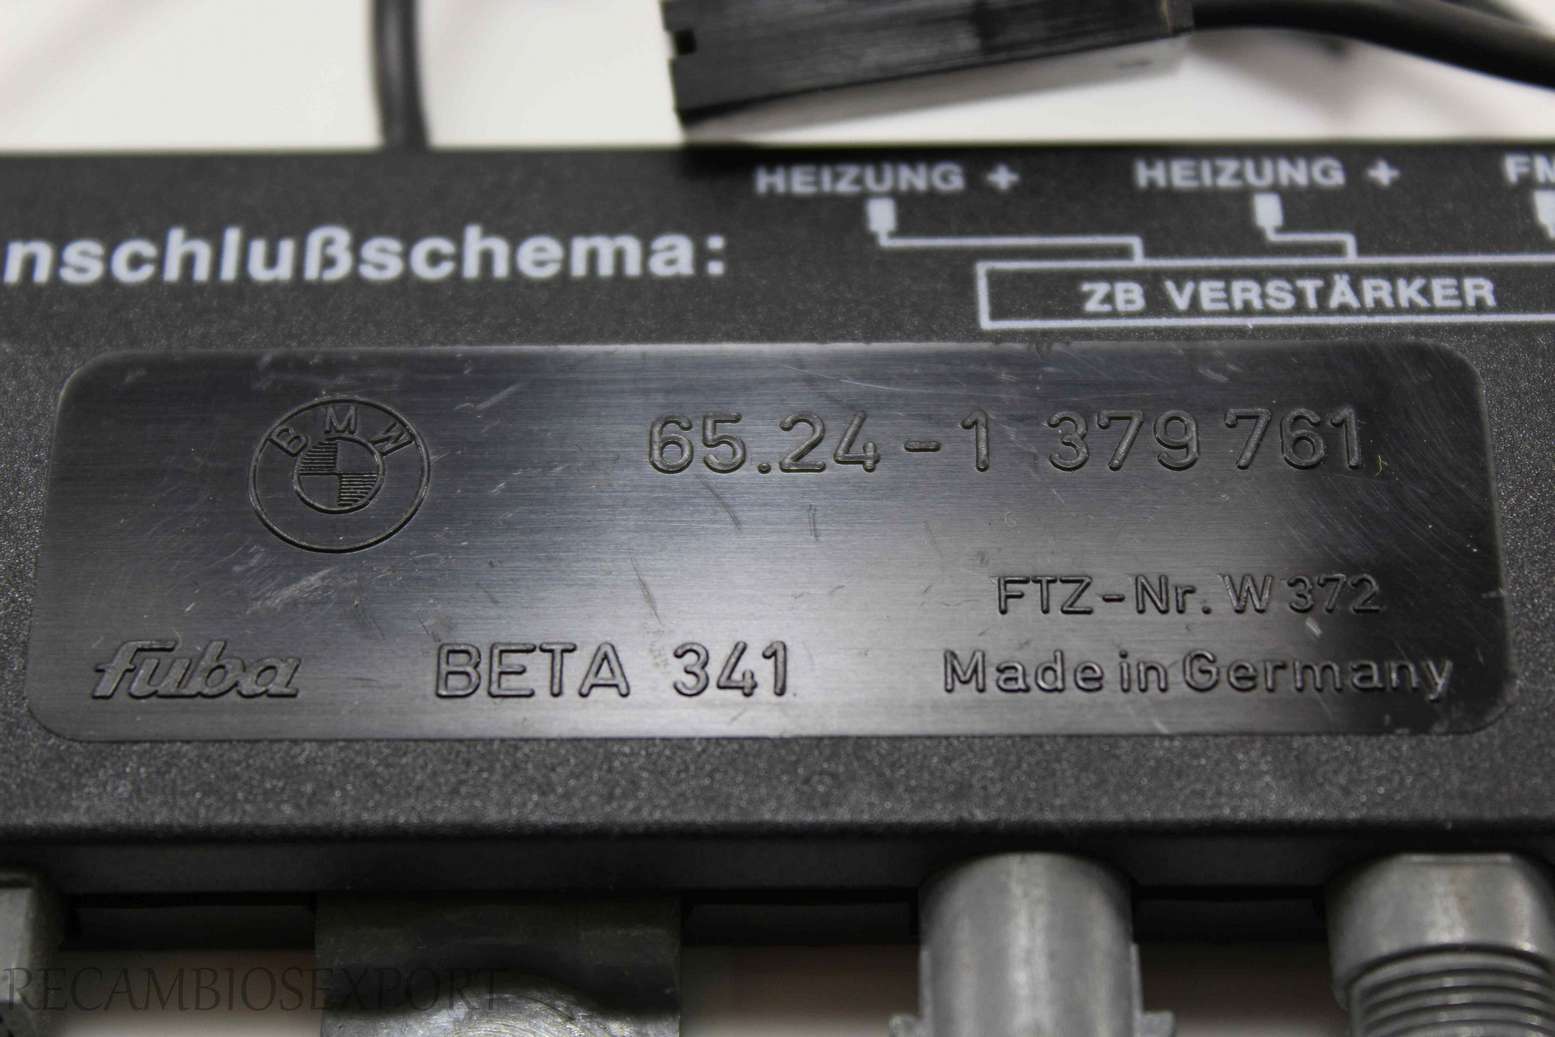 HEIZUNG + HEIZUNG + FM
nschlußschema:
ZB VERSTÄRKER
BMW
65.24-1 379 761
FTZ-Nr. W 372
fuba BETA 341 Made in Germany
RECAMBIOSEXPORT